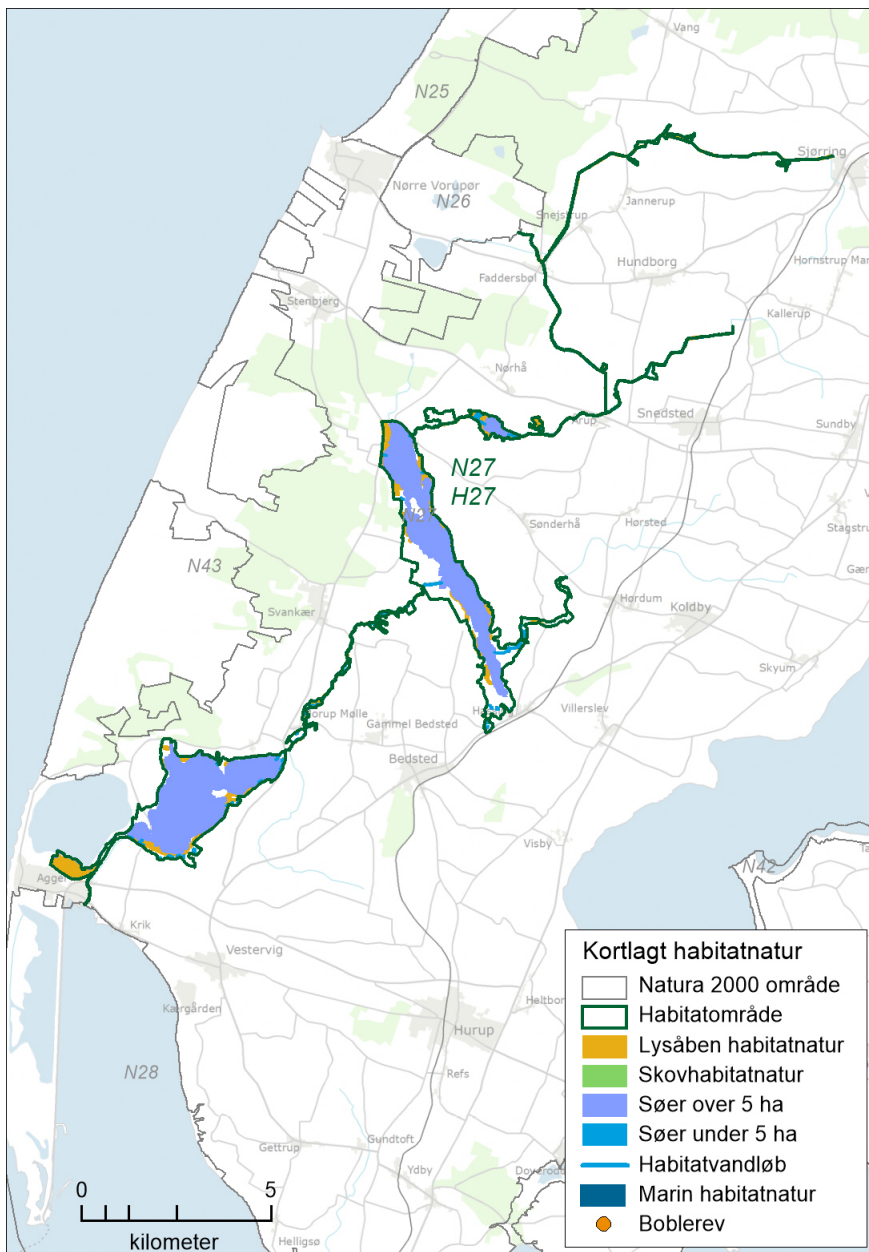 Vang
N25
Sjørring
Nørre Vorupør
N26
Jannerup
Snejstrup
Hundborg
Faddersbøl
Stenbjerg
Kallerup
Nørhå
Snedsted
Sundby
N27
H27
Sønderhå
Hørsted
N43
Svankær
Hørdum
Koldby
Skyum
Villerslev
Gammel Bedsted
Bedsted
Visby
N42
Agger
Krik
Vestervig
Kærgården
Hurup
Refs
N28
Gettrup
Gundtoft
Ydby
Helligsø
Kortlagt habitatnatur
Natura 2000 område
Habitatområde
Lysåben habitatnatur
Skovhabitatnatur
Søer over 5 ha
Søer under 5 ha
Habitatvandløb
Marin habitatnatur
Boblerev
0 5
kilometer